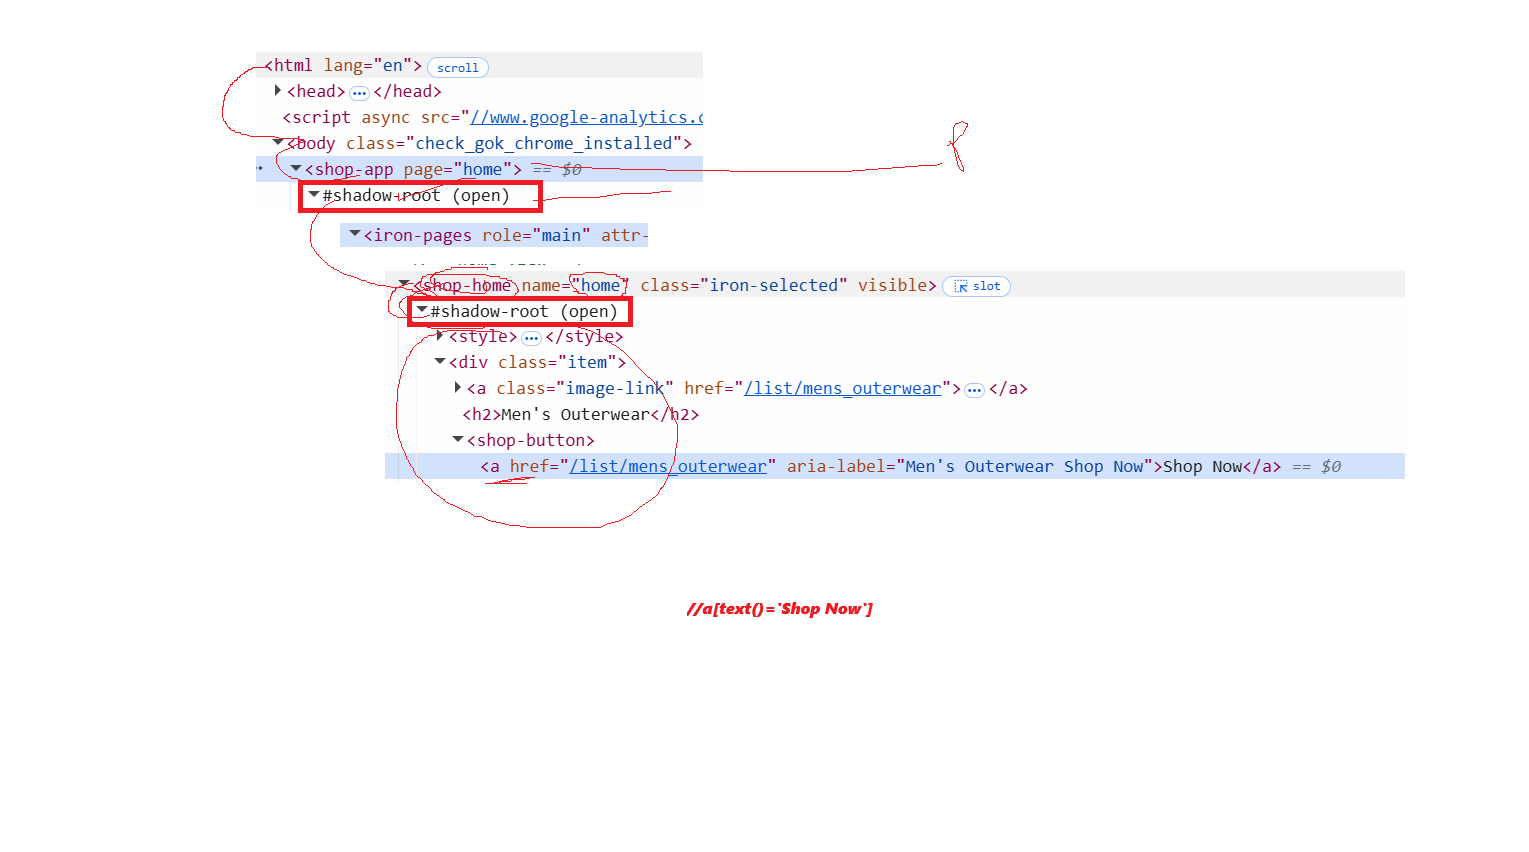 <html lang="en"> scroll
<head> ••• </head>
<script async src="//www.google-analytics.c
<body class="check_gok_chrome_installed">
<shop-app page="home"> == $0
#shadow-root (open)
<iron-pages role="main" attr-
<shop-home name="home" class="iron-selected" visible> slot
#shadow-root (open)
<style> ••• </style>
<div class="item">
<a class="image-link" href="/list/mens_outerwear"> ••• </a>
<h2>Men's Outerwear</h2>
<shop-button>
<a href="/list/mens_outerwear" aria-label="Men's Outerwear Shop Now">Shop Now</a> == $0
//a[text()='Shop Now']